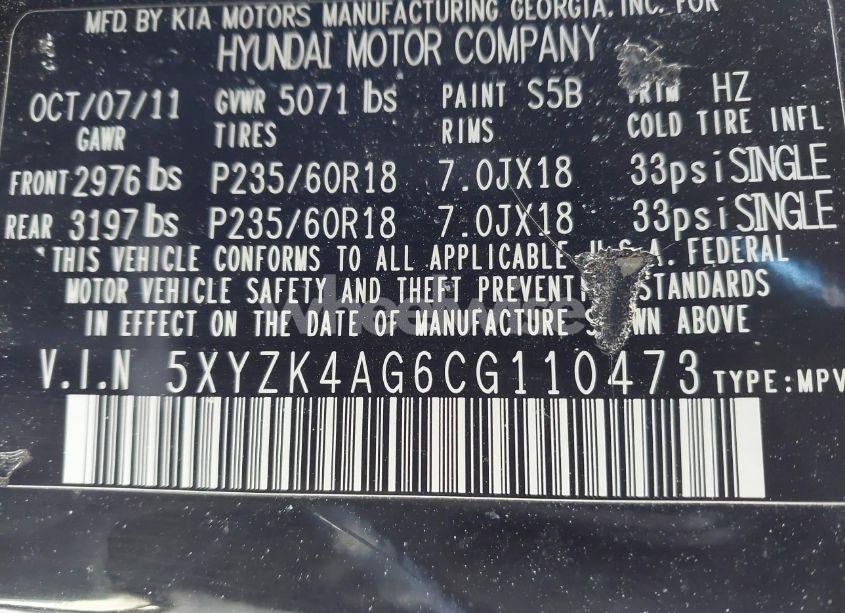 MFD. BY KIA MOTORS MANUFACTURING GEORGIA, INC. FOR
HYUNDAI MOTOR COMPANY
OCT/07/11 GVWR 5071 lbs PAINT S5B TRIM HZ
GAWR TIRES RIMS COLD TIRE INFL
FRONT 2976 lbs P235/60R18 7.0JX18 33psi SINGLE
REAR 3197 lbs P235/60R18 7.0JX18 33psi SINGLE
THIS VEHICLE CONFORMS TO ALL APPLICABLE U.S.A. FEDERAL
MOTOR VEHICLE SAFETY AND THEFT PREVENT STANDARDS
IN EFFECT ON THE DATE OF MANUFACTURE S WN ABOVE
V.I.N 5XYZK4AG6CG110473 TYPE:MPV